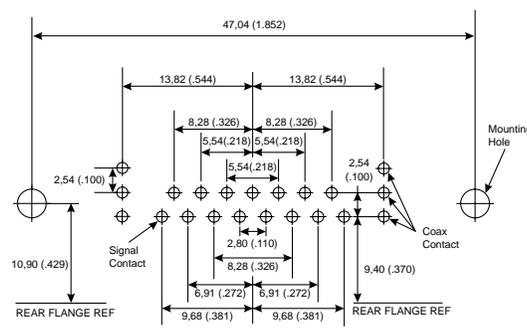 47,04 (1.852)
13,82 (.544)
13,82 (.544)
8,28 (.326)
8,28 (.326)
5,54(.218)
5,54(.218)
5,54(.218)
2,54 (.100)
2,54
(.100)
Mounting
Hole
Signal
Contact
Coax
Contact
2,80 (.110)
8,28 (.326)
10,90 (.429)
9,40 (.370)
6,91 (.272)
6,91 (.272)
REAR FLANGE REF
REAR FLANGE REF
9,68 (.381)
9,68 (.381)